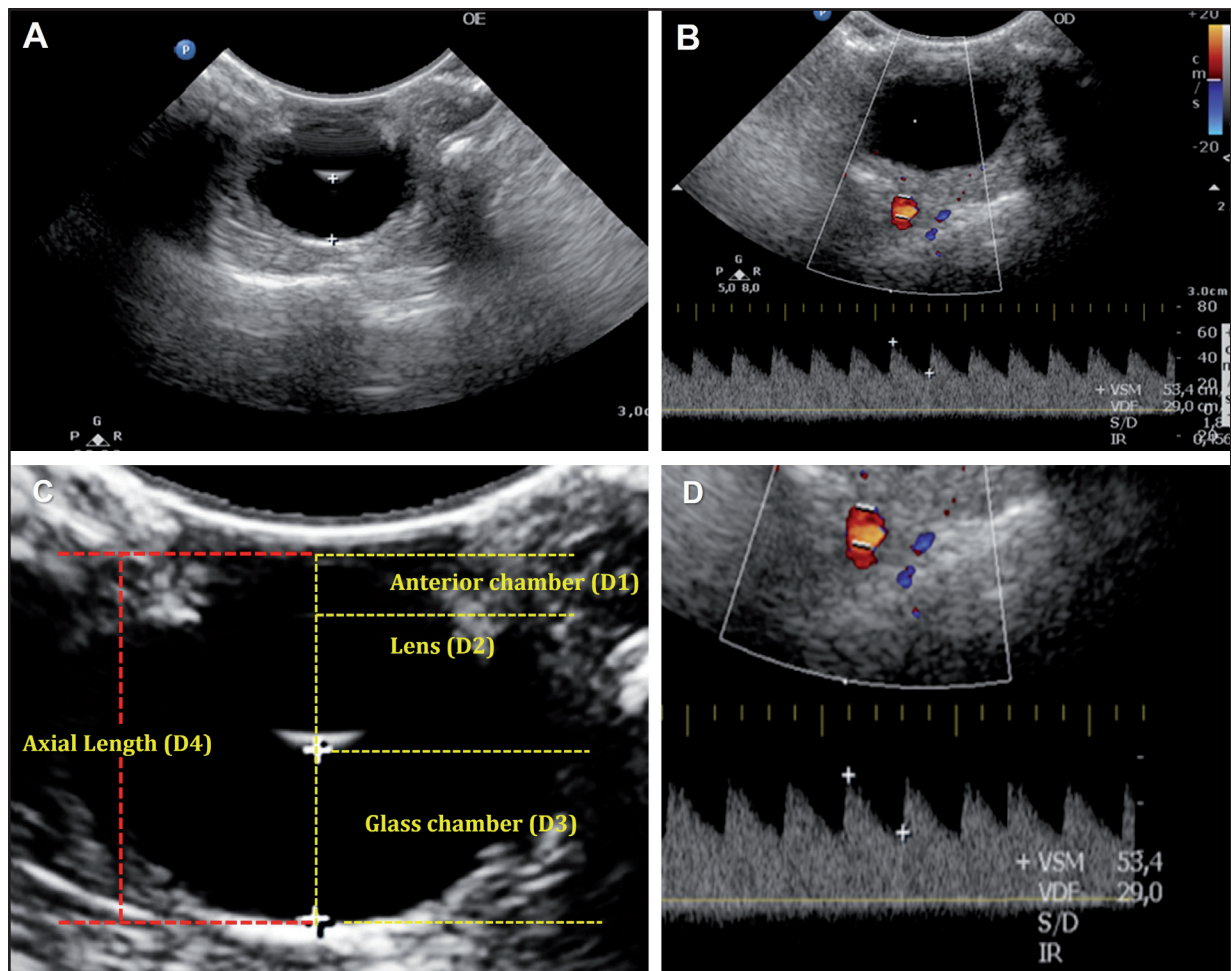 A
P
OE
G
P R
3,0
B
P
OD
+20
c
m
/
s
-20
<
2
G
P R
5,0 8,0
3.0cm
80
60
40
20
+ VSM 53,4 cm/
VDF 29,0 cm
S/D 1,8
IR
20
C
Anterior chamber (D1)
Lens (D2)
Axial Length (D4)
Glass chamber (D3)
D
+ VSM 53,4
VDF 29,0
S/D
IR